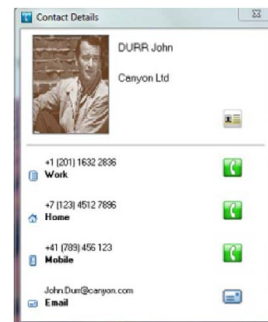 Contact Details
DURR John
Canyon Ltd
+1 (201) 1632 2836
Work
+7 (123) 4512 7896
Home
+41 (789) 456 123
Mobile
John.Durr@canyon.com
Email